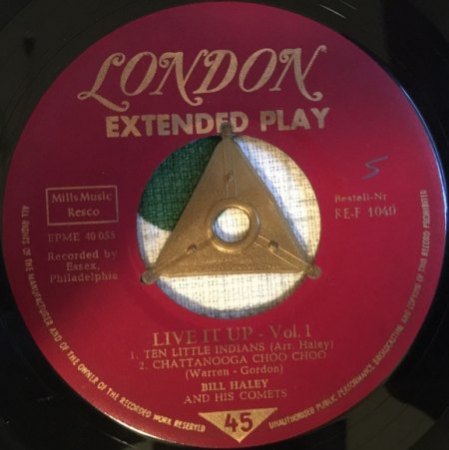 LONDON
EXTENDED PLAY
5
Mills Music
Resco
Bestell-Nr
RE-F 1040
EPME 40 055
Recorded by
Essex,
Philadelphia
LIVE IT UP - Vol. 1
1. TEN LITTLE INDIANS (Arr. Haley)
2. CHATTANOOGA CHOO CHOO
(Warren - Gordon)
BILL HALEY
AND HIS COMETS
45
ALL RIGHTS OF THE MANUFACTURER AND OF THE OWNER OF THE RECORDED WORK RESERVED
UNAUTHORISED PUBLIC PERFORMANCE, BROADCASTING AND COPYING OF THIS RECORD PROHIBITED